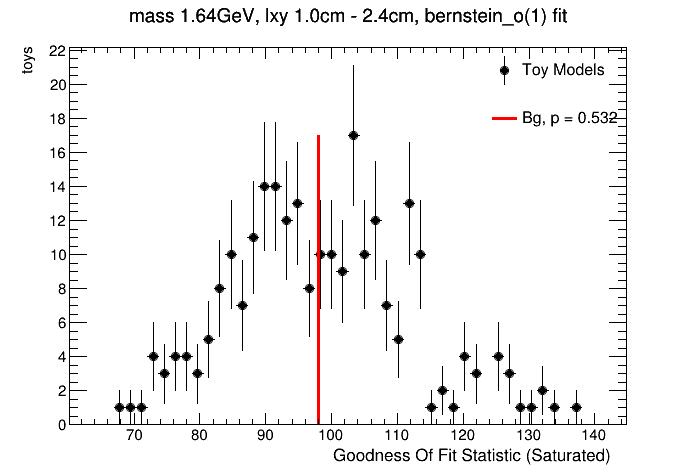 mass 1.64GeV, lxy 1.0cm - 2.4cm, bernstein_o(1) fit
toys
22
20
18
16
14
12
10
8
6
4
2
0
Toy Models
Bg, p = 0.532
70 80 90 100 110 120 130 140
Goodness Of Fit Statistic (Saturated)